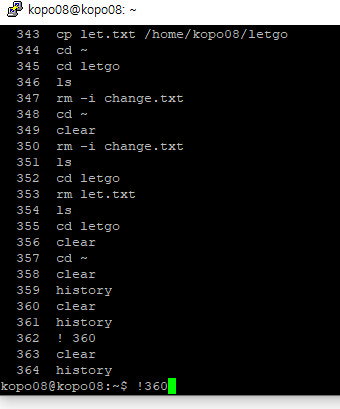 kopo08@kopo08: ~
343 cp let.txt /home/kopo08/letgo
344 cd ~
345 cd letgo
346 ls
347 rm -i change.txt
348 cd ~
349 clear
350 rm -i change.txt
351 ls
352 cd letgo
353 rm let.txt
354 ls
355 cd letgo
356 clear
357 cd ~
358 clear
359 history
360 clear
361 history
362 ! 360
363 clear
364 history
kopo08@kopo08:~$ !360